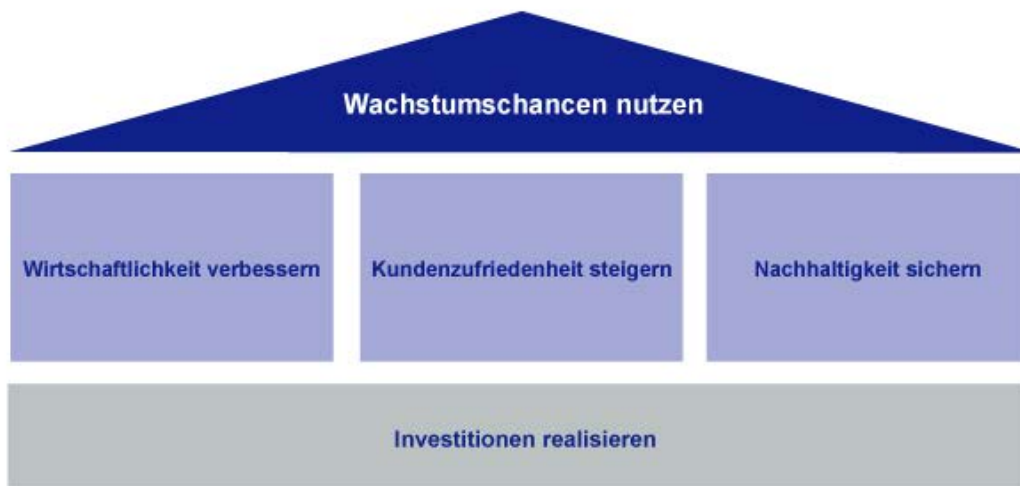 Wachstumschancen nutzen
Wirtschaftlichkeit verbessern
Kundenzufriedenheit steigern
Nachhaltigkeit sichern
Investitionen realisieren